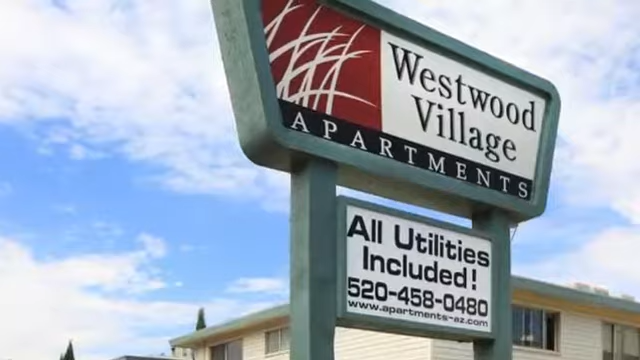 Westwood
Village
APARTMENTS
All Utilities
Included!
520-458-0480
www.apartments-az.com